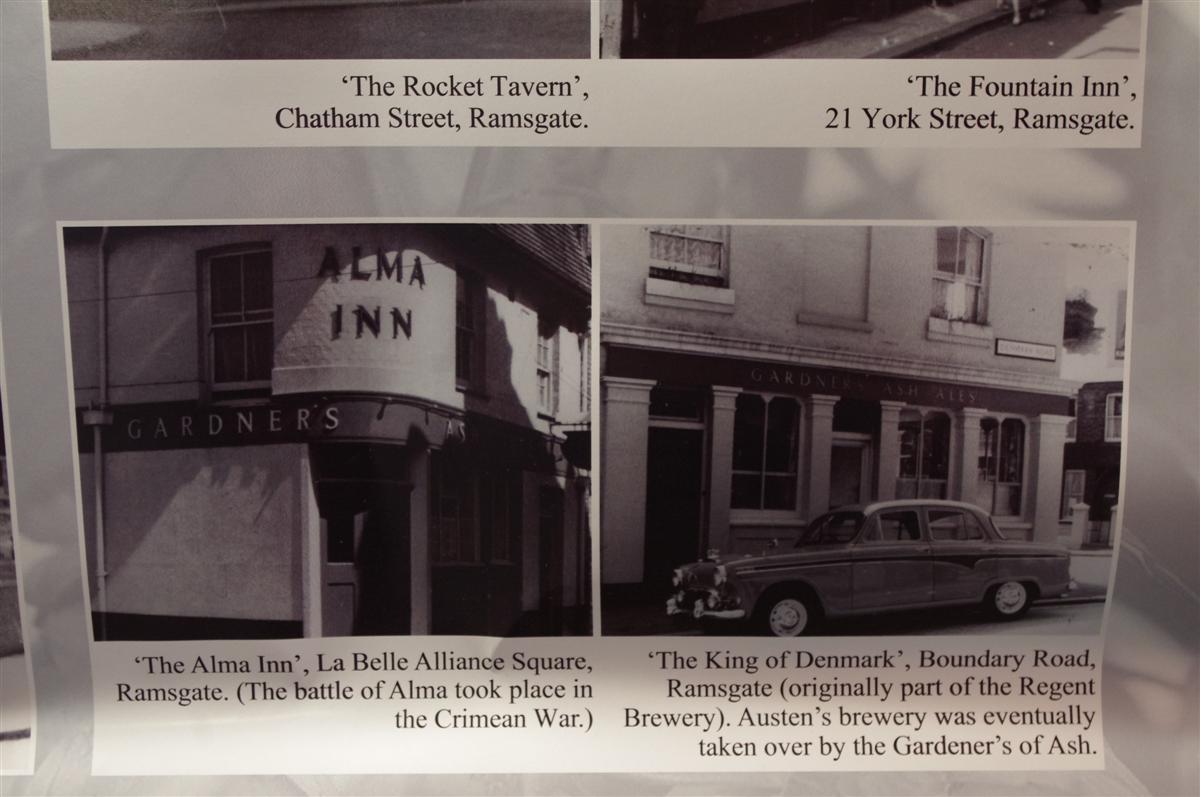 ‘The Rocket Tavern’,
Chatham Street, Ramsgate.
‘The Fountain Inn’,
21 York Street, Ramsgate.
ALMA
INN
GARDNER'S
AS
GARDNERS' ASH ALES
‘The Alma Inn’, La Belle Alliance Square,
Ramsgate. (The battle of Alma took place in
the Crimean War.)
‘The King of Denmark’, Boundary Road,
Ramsgate (originally part of the Regent
Brewery). Austen’s brewery was eventually
taken over by the Gardener’s of Ash.